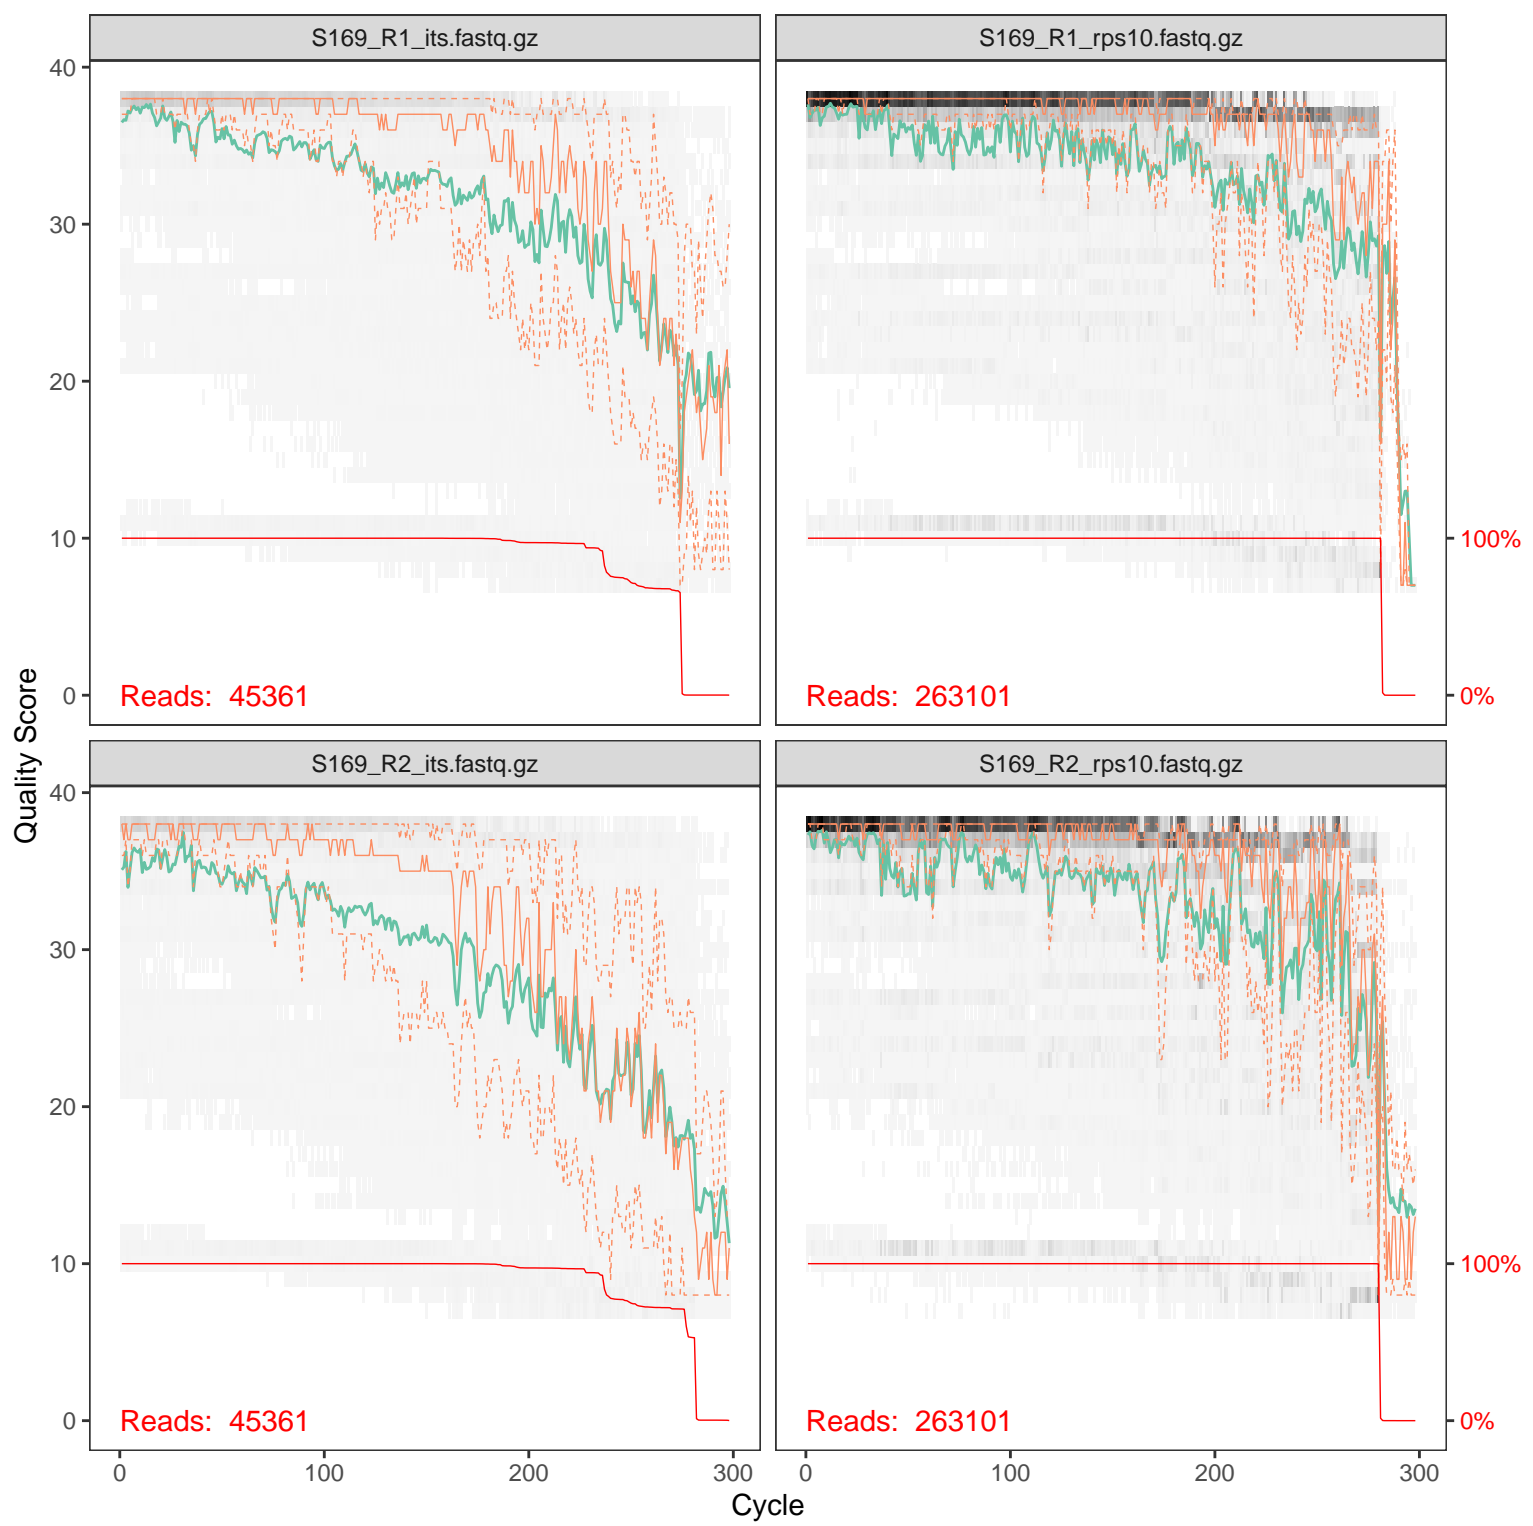 S169_R1_its.fastq.gz
S169_R1_rps10.fastq.gz
40
30
20
10
0
Reads: 45361
Reads: 263101
100%
0%
Quality Score
S169_R2_its.fastq.gz
S169_R2_rps10.fastq.gz
40
30
20
10
0
Reads: 45361
Reads: 263101
100%
0%
0 100 200 300
0 100 200 300
Cycle